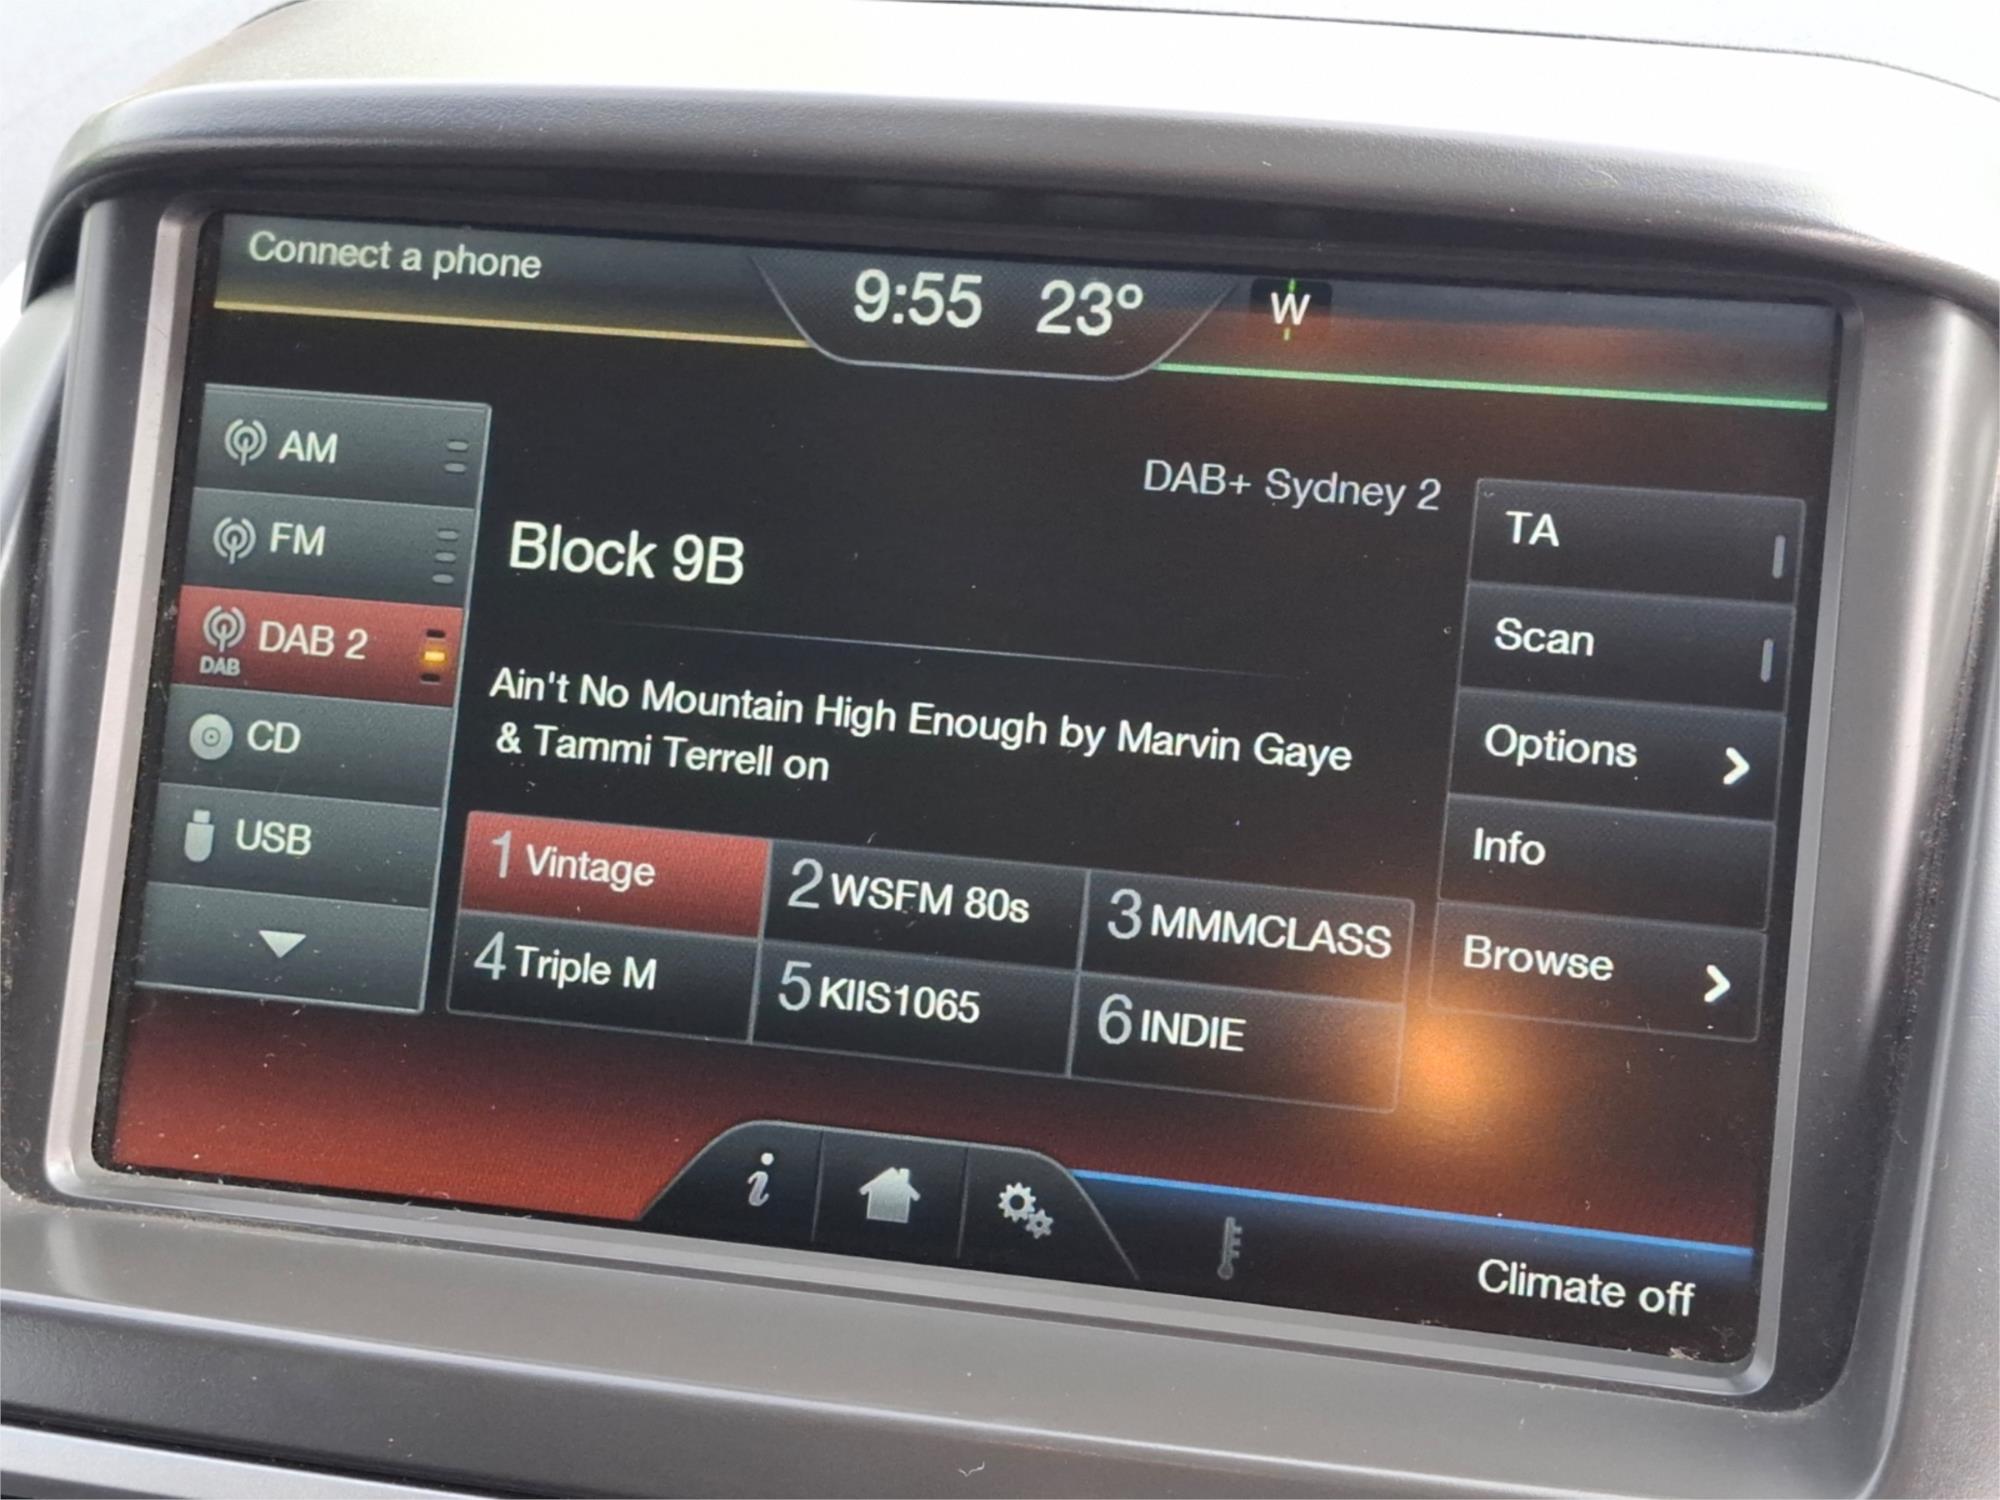 Connect a phone
9:55 23° W
AM
FM
DAB
DAB 2
CD
USB
DAB+ Sydney 2
Block 9B
Ain't No Mountain High Enough by Marvin Gaye
& Tammi Terrell on
1 Vintage
2 WSFM 80s
3 MMMCLASS
4 Triple M
5 KIIS1065
6 INDIE
TA
Scan
Options
Info
Browse
i
Climate off